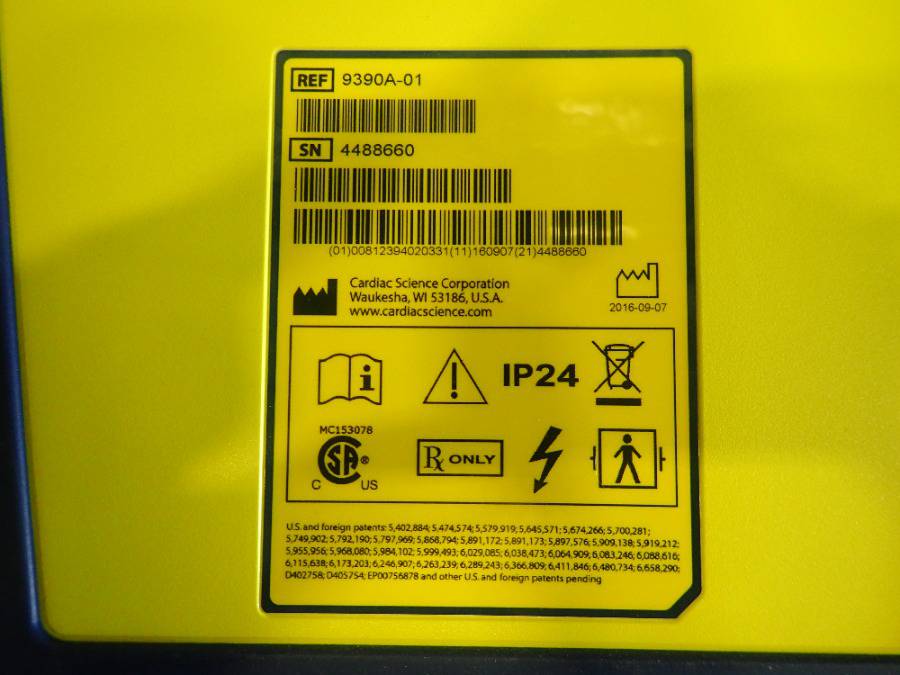 REF 9390A-01
SN 4488660
(01)00812394020331(11)160907(21)4488660
Cardiac Science Corporation
Waukesha, WI 53186, U.S.A.
www.cardiacscience.com
2016-09-07
i ! IP24
MC153078
CSA® C US
Rx ONLY
U.S. and foreign patents: 5,402,884; 5,474,574; 5,579,919; 5,645,571; 5,674,266; 5,700,281;
5,749,902; 5,792,190; 5,797,969; 5,868,794; 5,891,172; 5,891,173; 5,897,576; 5,909,138; 5,919,212;
5,955,956; 5,968,080; 5,984,102; 5,999,493; 6,029,085; 6,038,473; 6,064,909; 6,083,246; 6,088,616;
6,115,638; 6,173,203; 6,246,907; 6,263,239; 6,289,243; 6,366,809; 6,411,846; 6,480,734; 6,658,290;
D402758; D405754; EP00756878 and other U.S. and foreign patents pending